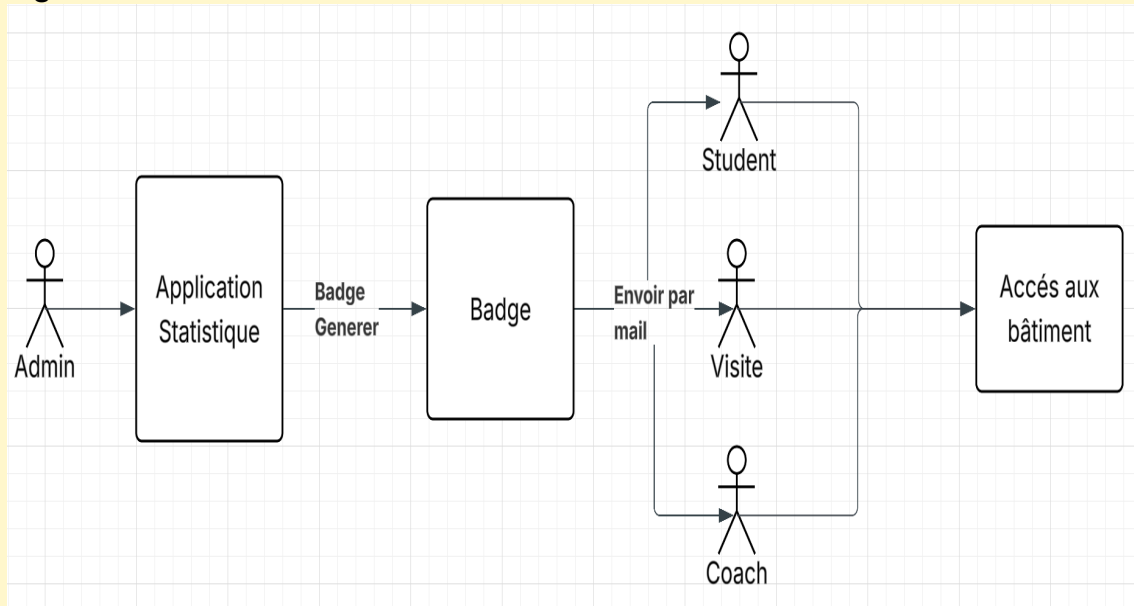 Student
Application
Statistique
Badge
Generer
Badge
Envoir par
mail
Accés aux
bâtiment
Admin
Visite
Coach